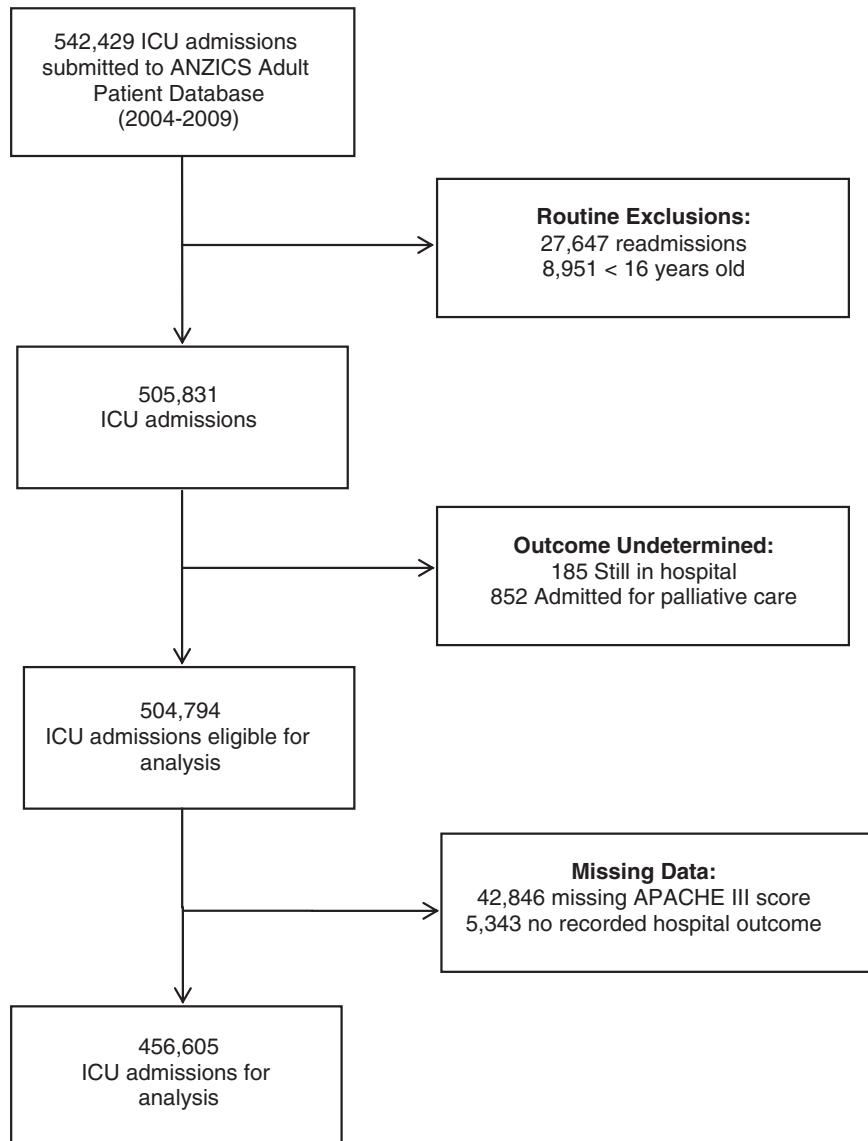 542,429 ICU admissions
submitted to ANZICS Adult
Patient Database
(2004-2009)
Routine Exclusions:
27,647 readmissions
8,951 < 16 years old
505,831
ICU admissions
Outcome Undetermined:
185 Still in hospital
852 Admitted for palliative care
504,794
ICU admissions eligible for
analysis
Missing Data:
42,846 missing APACHE III score
5,343 no recorded hospital outcome
456,605
ICU admissions for
analysis